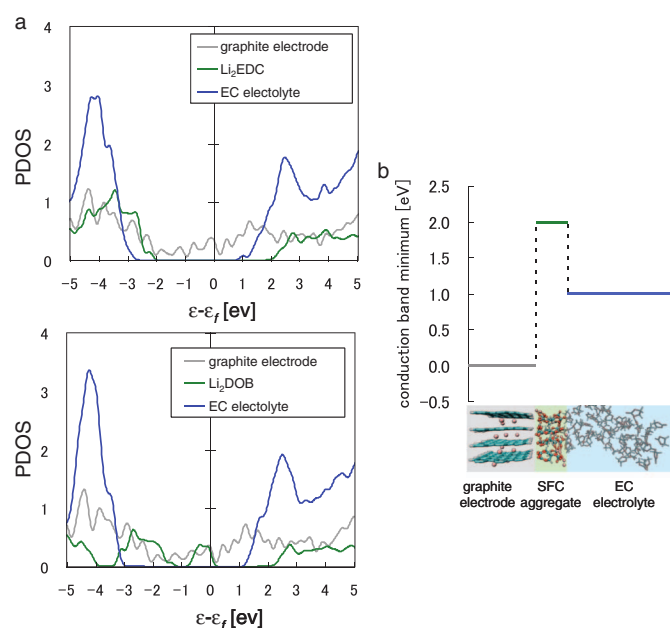 a
4
3
2
1
0
PDOS
graphite electrode
Li₂EDC
EC electolyte
−5 −4 −3 −2 −1 0 1 2 3 4 5
ε-εf [ev]
4
3
2
1
0
PDOS
graphite electrode
Li₂DOB
EC electolyte
-5 -4 -3 -2 -1 0 1 2 3 4 5
ε-εf [ev]
b
conduction band minimum [eV]
2.5
2.0
1.5
1.0
0.5
0.0
−0.5
graphite electrode
SFC aggregate
EC electrolyte